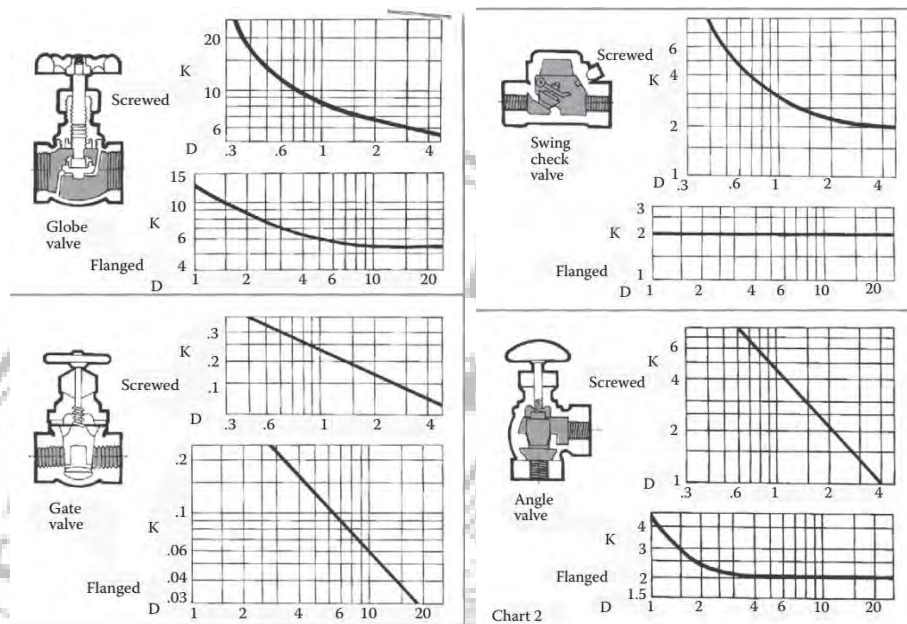 20
K
Screwed
10
6
D
.3 .6 1 2 4
15
10
K
6
Globe
valve
Flanged
4
1 2 4 6 10 20
D
6
Screwed
K
4
2
Swing
check
valve
1
D .3 .6 1 2 4
3
K 2
Flanged
1
D 1 2 4 6 10 20
.3
K
.2
Screwed
.1
D .3 .6 1 2 4
.2
.1
Gate
valve
K
.06
.04
Flanged
.03
D 1 2 4 6 10 20
6
K
Screwed
4
2
D 1
.3 .6 1 2 4
Angle
valve
4
K
3
Flanged 2
1.5
D 1 2 4 6 10 20
Chart 2